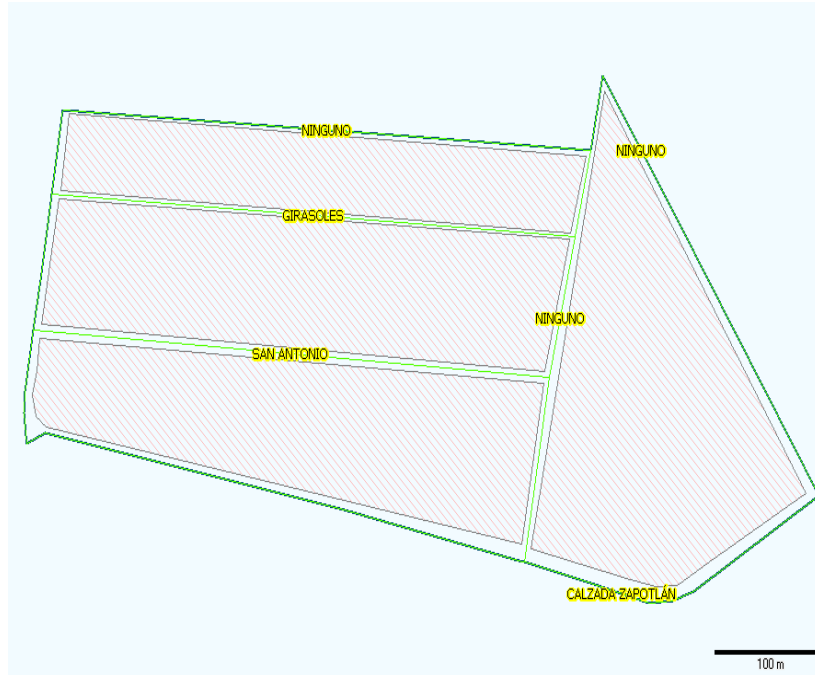 NINGUNO
NINGUNO
GIRASOLES
NINGUNO
SAN ANTONIO
CALZADA ZAPOTLÁN
100 m